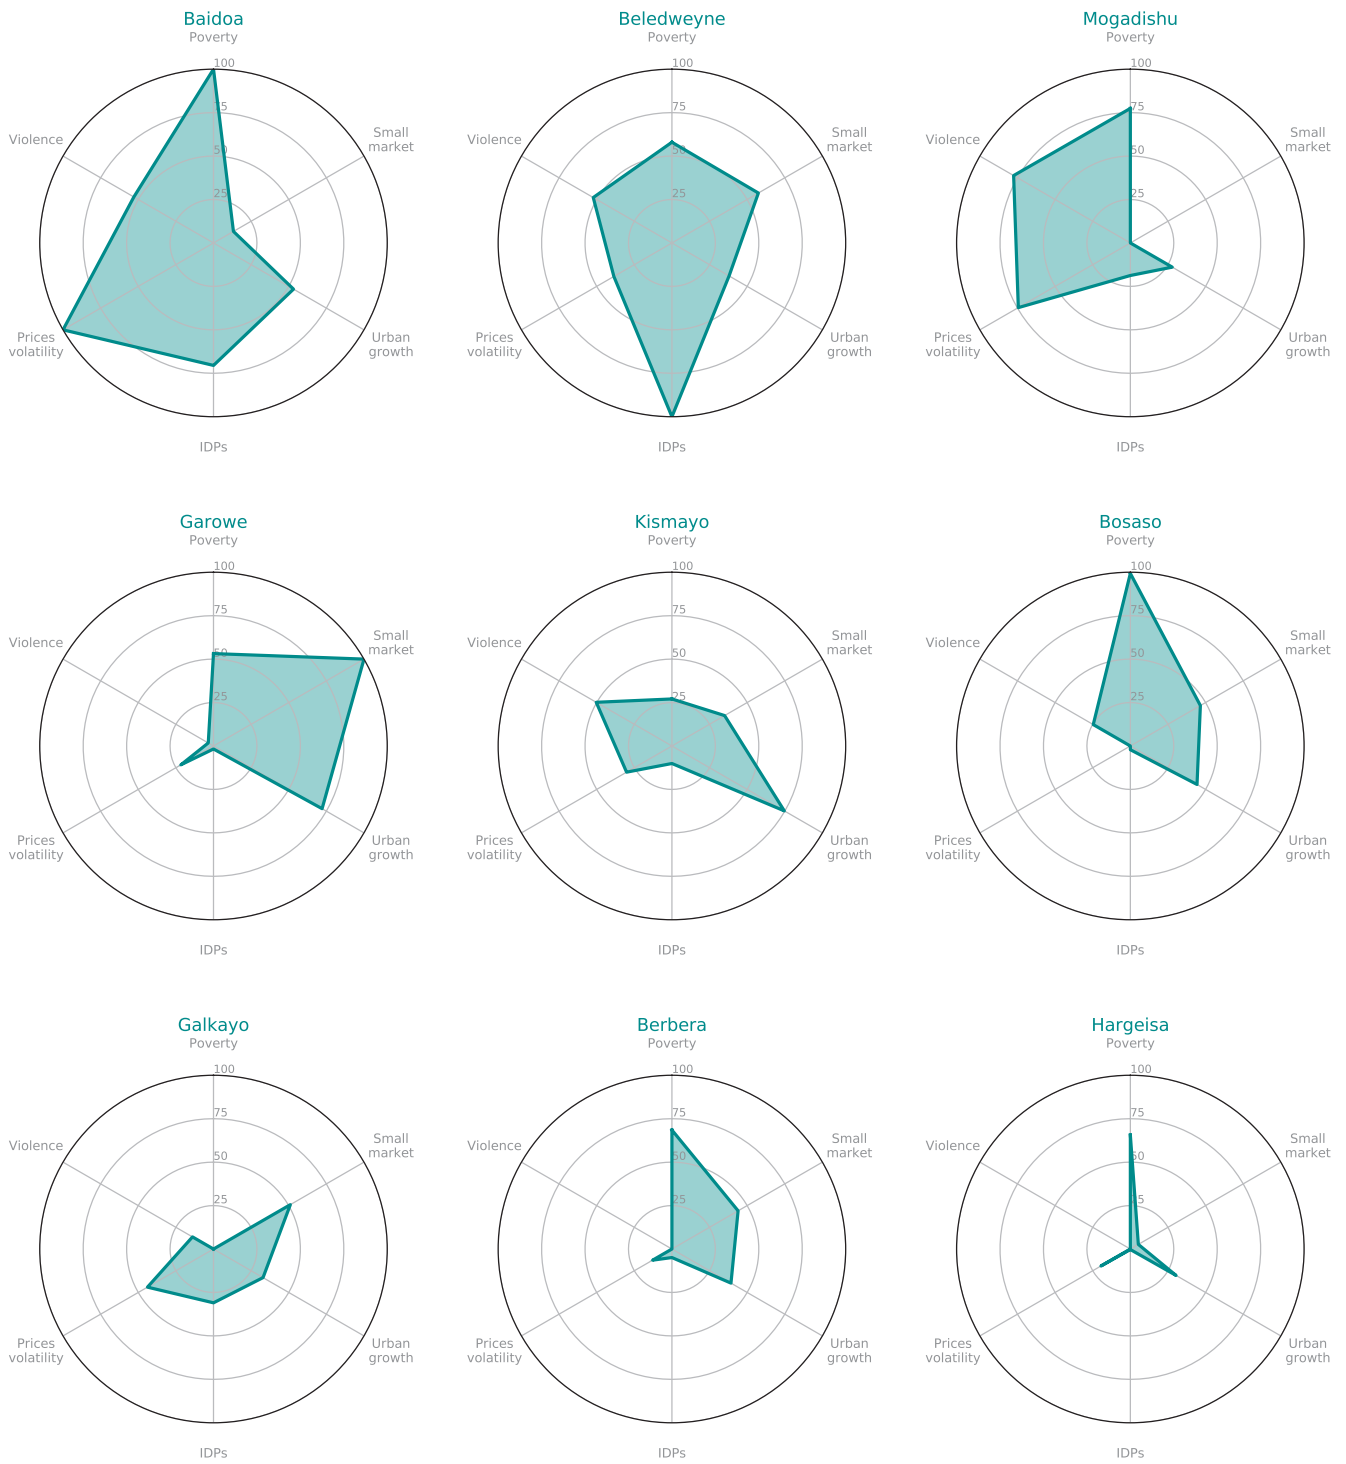 Baidoa
Poverty
100
75
50
25
Violence
Small
market
Prices
volatility
Urban
growth
IDPs
Beledweyne
Poverty
100
75
50
25
Violence
Small
market
Prices
volatility
Urban
growth
IDPs
Mogadishu
Poverty
100
75
50
25
Violence
Small
market
Prices
volatility
Urban
growth
IDPs
Garowe
Poverty
100
75
50
25
Violence
Small
market
Prices
volatility
Urban
growth
IDPs
Kismayo
Poverty
100
75
50
25
Violence
Small
market
Prices
volatility
Urban
growth
IDPs
Bosaso
Poverty
100
75
50
25
Violence
Small
market
Prices
volatility
Urban
growth
IDPs
Galkayo
Poverty
100
75
50
25
Violence
Small
market
Prices
volatility
Urban
growth
IDPs
Berbera
Poverty
100
75
50
25
Violence
Small
market
Prices
volatility
Urban
growth
IDPs
Hargeisa
Poverty
100
75
50
25
Violence
Small
market
Prices
volatility
Urban
growth
IDPs